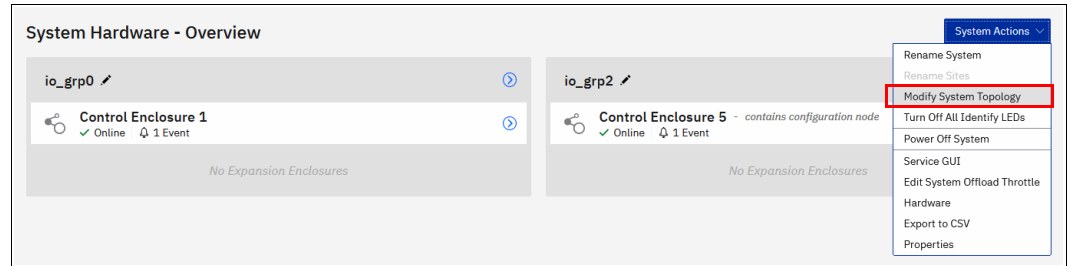 System Hardware - Overview
System Actions
io_grp0
Control Enclosure 1
Online 1 Event
No Expansion Enclosures
io_grp2
Control Enclosure 5 - contains configuration node
Online 1 Event
No Expansion Enclosures
Rename System
Rename Sites
Modify System Topology
Turn Off All Identify LEDs
Power Off System
Service GUI
Edit System Offload Throttle
Hardware
Export to CSV
Properties